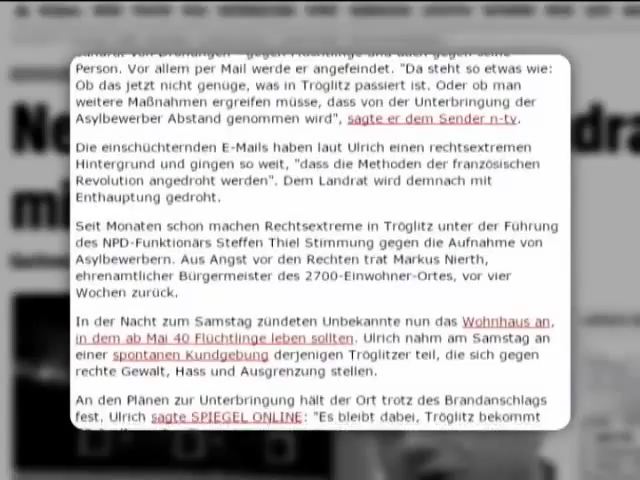 Person. Vor allem per Mail werde er angefeindet. "Da steht so etwas wie:
Ob das jetzt nicht genüge, was in Tröglitz passiert ist. Oder ob man
weitere Maßnahmen ergreifen müsse, dass von der Unterbringung der
Asylbewerber Abstand genommen wird", sagte er dem Sender n-tv.
Die einschüchternden E-Mails haben laut Ulrich einen rechtsextremen
Hintergrund und gingen so weit, "dass die Methoden der französischen
Revolution angedroht werden". Dem Landrat wird demnach mit
Enthauptung gedroht.
Seit Monaten schon machen Rechtsextreme in Tröglitz unter der Führung
des NPD-Funktionärs Steffen Thiel Stimmung gegen die Aufnahme von
Asylbewerbern. Aus Angst vor den Rechten trat Markus Nierth,
ehrenamtlicher Bürgermeister des 2700-Einwohner-Ortes, vor vier
Wochen zurück.
In der Nacht zum Samstag zündeten Unbekannte nun das Wohnhaus an,
in dem ab Mai 40 Flüchtlinge leben sollten. Ulrich nahm am Samstag an
einer spontanen Kundgebung derjenigen Tröglitzer teil, die sich gegen
rechte Gewalt, Hass und Ausgrenzung stellen.
An den Plänen zur Unterbringung hält der Ort trotz des Brandanschlags
fest, Ulrich sagte SPIEGEL ONLINE: "Es bleibt dabei, Tröglitz bekommt